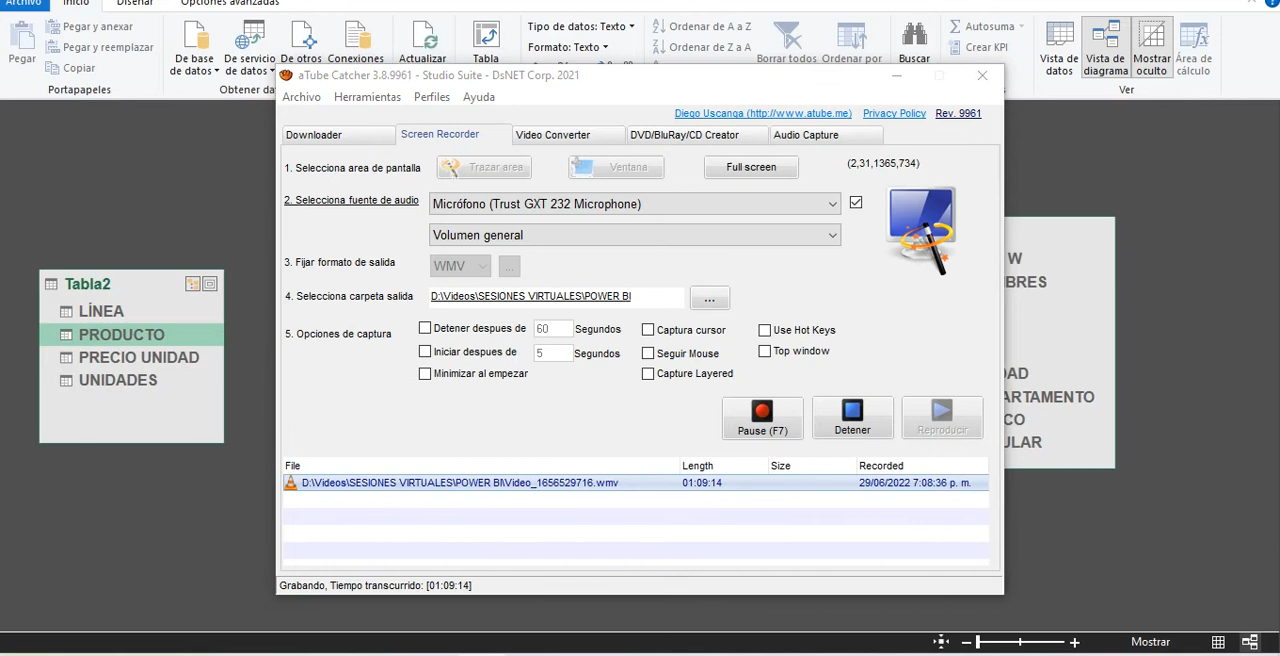 Archivo Inicio Diseñar Opciones avanzadas
Pegar
Pegar y anexar
Pegar y reemplazar
Copiar
Portapapeles
De base de datos
De servicio de datos
De otros
Conexiones
Obtener da
Actualizar
Tabla
Tipo de datos: Texto
Formato: Texto
Ordenar de A a Z
Ordenar de Z a A
Borrar todos
Ordenar por
Buscar
Autosuma
Crear KPI
Vista de datos
Vista de diagrama
Mostrar oculto
Área de cálculo
Ver
aTube Catcher 3.8.9961 - Studio Suite - DsNET Corp. 2021
Archivo Herramientas Perfiles Ayuda
Diego Uscanga (http://www.atube.me) Privacy Policy Rev. 9961
Downloader Screen Recorder Video Converter DVD/BluRay/CD Creator Audio Capture
1. Selecciona area de pantalla Trazar area Ventana Full screen (2,31,1365,734)
2. Selecciona fuente de audio Micrófono (Trust GXT 232 Microphone)
Volumen general
3. Fijar formato de salida WMV ...
4. Selecciona carpeta salida D:\Videos\SESIONES VIRTUALES\POWER BI ...
5. Opciones de captura
Detener despues de 60 Segundos
Iniciar despues de 5 Segundos
Minimizar al empezar
Captura cursor
Seguir Mouse
Capture Layered
Use Hot Keys
Top window
Pause (F7) Detener Reproducir
File Length Size Recorded
D:\Videos\SESIONES VIRTUALES\POWER BI\Video_1656529716.wmv 01:09:14 29/06/2022 7:08:36 p. m.
Grabando, Tiempo transcurrido: [01:09:14]
Tabla2
LÍNEA
PRODUCTO
PRECIO UNIDAD
UNIDADES
W
BRES
DAD
ARTAMENTO
CO
ULAR
Mostrar